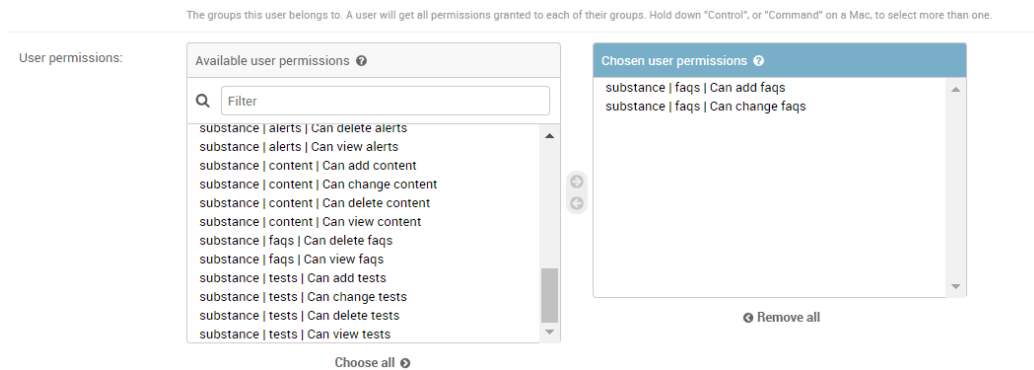 The groups this user belongs to. A user will get all permissions granted to each of their groups. Hold down "Control", or "Command" on a Mac, to select more than one.
User permissions:
Available user permissions
Filter
substance | alerts | Can delete alerts
substance | alerts | Can view alerts
substance | content | Can add content
substance | content | Can change content
substance | content | Can delete content
substance | content | Can view content
substance | faqs | Can delete faqs
substance | faqs | Can view faqs
substance | tests | Can add tests
substance | tests | Can change tests
substance | tests | Can delete tests
substance | tests | Can view tests
Choose all
Chosen user permissions
substance | faqs | Can add faqs
substance | faqs | Can change faqs
Remove all